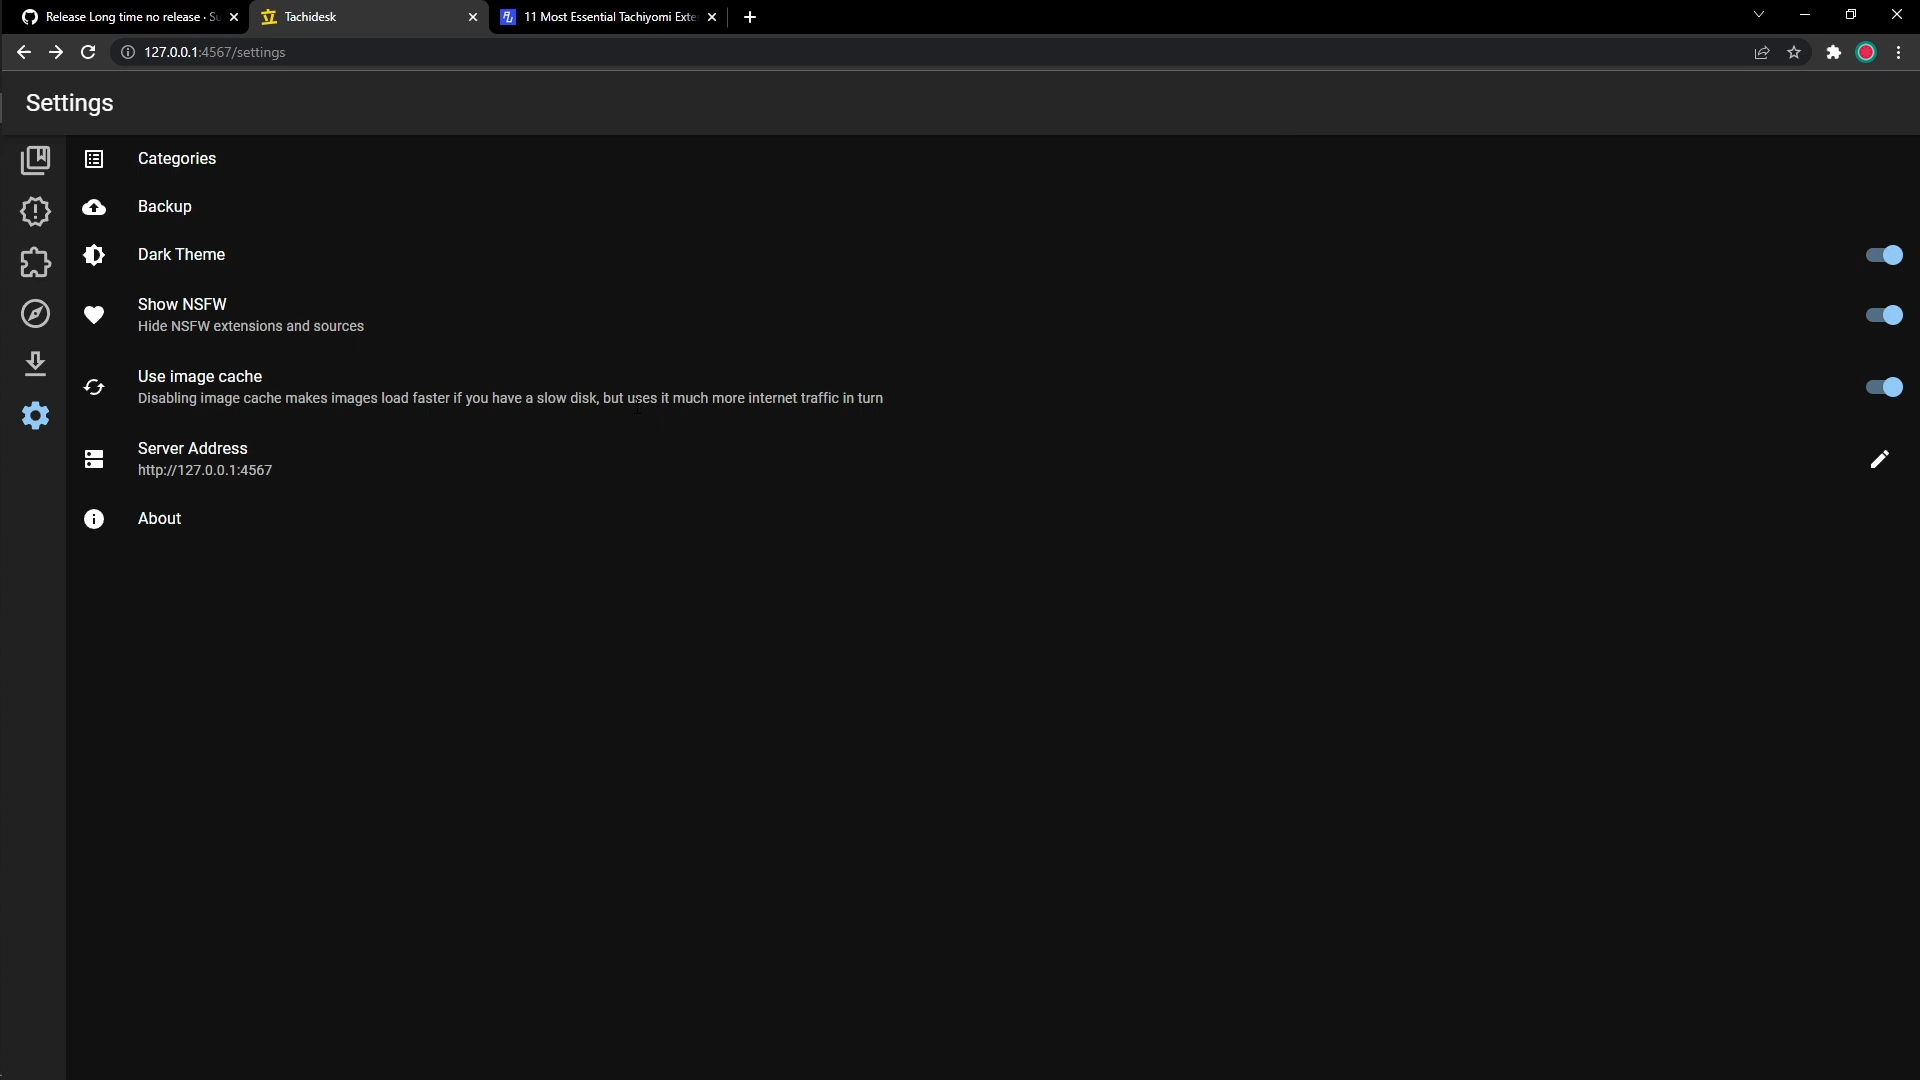 Release Long time no release · Su
Tachidesk
11 Most Essential Tachiyomi Exte
127.0.0.1:4567/settings
Settings
Categories
Backup
Dark Theme
Show NSFW
Hide NSFW extensions and sources
Use image cache
Disabling image cache makes images load faster if you have a slow disk, but uses it much more internet traffic in turn
Server Address
http://127.0.0.1:4567
About